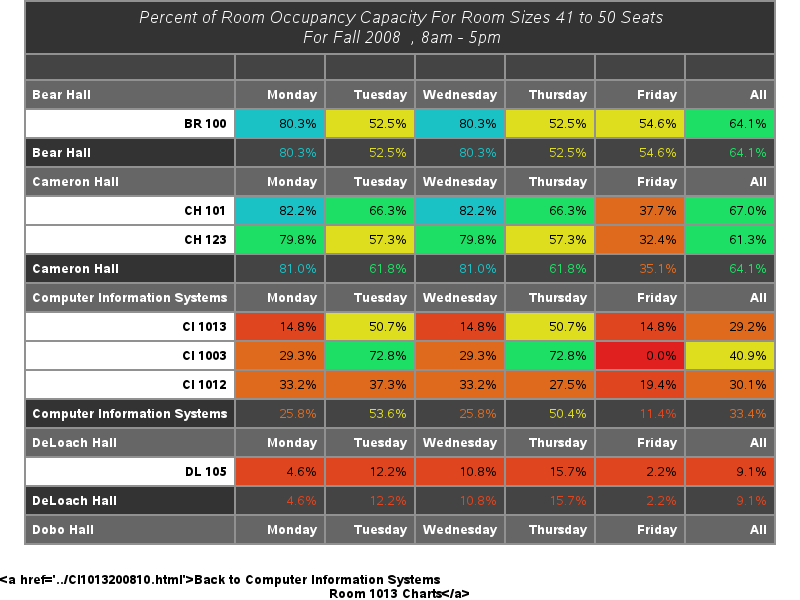 Percent of Room Occupancy Capacity For Room Sizes 41 to 50 Seats
For Fall 2008 , 8am - 5pm
Bear Hall Monday Tuesday Wednesday Thursday Friday All
BR 100 80.3% 52.5% 80.3% 52.5% 54.6% 64.1%
Bear Hall 80.3% 52.5% 80.3% 52.5% 54.6% 64.1%
Cameron Hall Monday Tuesday Wednesday Thursday Friday All
CH 101 82.2% 66.3% 82.2% 66.3% 37.7% 67.0%
CH 123 79.8% 57.3% 79.8% 57.3% 32.4% 61.3%
Cameron Hall 81.0% 61.8% 81.0% 61.8% 35.1% 64.1%
Computer Information Systems Monday Tuesday Wednesday Thursday Friday All
CI 1013 14.8% 50.7% 14.8% 50.7% 14.8% 29.2%
CI 1003 29.3% 72.8% 29.3% 72.8% 0.0% 40.9%
CI 1012 33.2% 37.3% 33.2% 27.5% 19.4% 30.1%
Computer Information Systems 25.8% 53.6% 25.8% 50.4% 11.4% 33.4%
DeLoach Hall Monday Tuesday Wednesday Thursday Friday All
DL 105 4.6% 12.2% 10.8% 15.7% 2.2% 9.1%
DeLoach Hall 4.6% 12.2% 10.8% 15.7% 2.2% 9.1%
Dobo Hall Monday Tuesday Wednesday Thursday Friday All
<a href='../CI1013200810.html'>Back to Computer Information Systems
Room 1013 Charts</a>